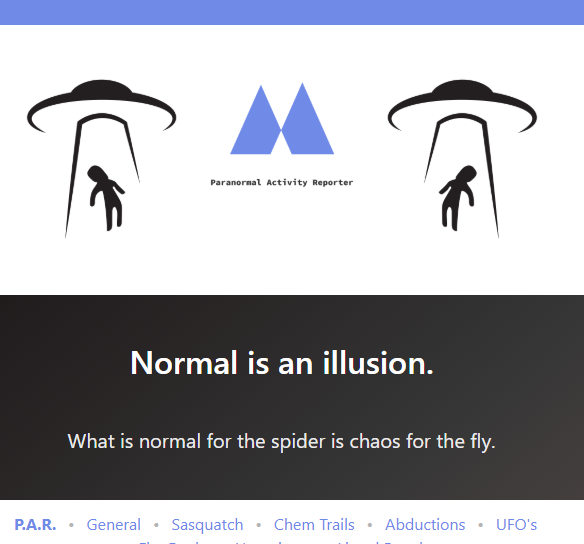 Paranormal Activity Reporter
Normal is an illusion.
What is normal for the spider is chaos for the fly.
P.A.R. • General • Sasquatch • Chem Trails • Abductions • UFO's